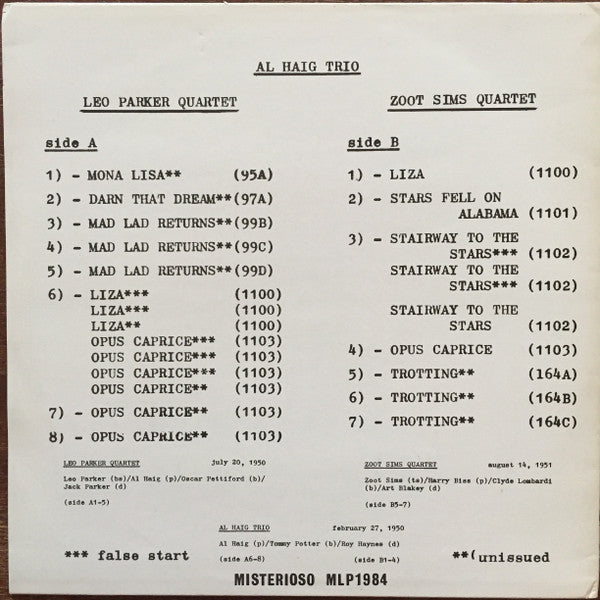 AL HAIG TRIO
LEO PARKER QUARTET
side A
1) - MONA LISA** (95A)
2) - DARN THAT DREAM** (97A)
3) - MAD LAD RETURNS** (99B)
4) - MAD LAD RETURNS** (99C)
5) - MAD LAD RETURNS** (99D)
6) - LIZA*** (1100)
LIZA*** (1100)
LIZA** (1100)
OPUS CAPRICE*** (1103)
OPUS CAPRICE*** (1103)
OPUS CAPRICE*** (1103)
OPUS CAPRICE** (1103)
7) - OPUS CAPRICE** (1103)
8) - OPUS CAPRICE** (1103)
ZOOT SIMS QUARTET
side B
1) - LIZA (1100)
2) - STARS FELL ON
ALABAMA (1101)
3) - STAIRWAY TO THE
STARS*** (1102)
STAIRWAY TO THE
STARS*** (1102)
STAIRWAY TO THE
STARS (1102)
4) - OPUS CAPRICE (1103)
5) - TROTTING** (164A)
6) - TROTTING** (164B)
7) - TROTTING** (164C)
LEO PARKER QUARTET july 20, 1950
Leo Parker (bs)/Al Haig (p)/Oscar Pettiford (b)/
Jack Parker (d)
(side A1-5)
ZOOT SIMS QUARTET august 14, 1951
Zoot Sims (ts)/Harry Biss (p)/Clyde Lombardi
(b)/Art Blakey (d)
(side B5-7)
AL HAIG TRIO february 27, 1950
Al Haig (p)/Tommy Potter (b)/Roy Haynes (d)
(side A6-8) (side B1-4)
*** false start
**(unissued
MISTERIOSO MLP1984